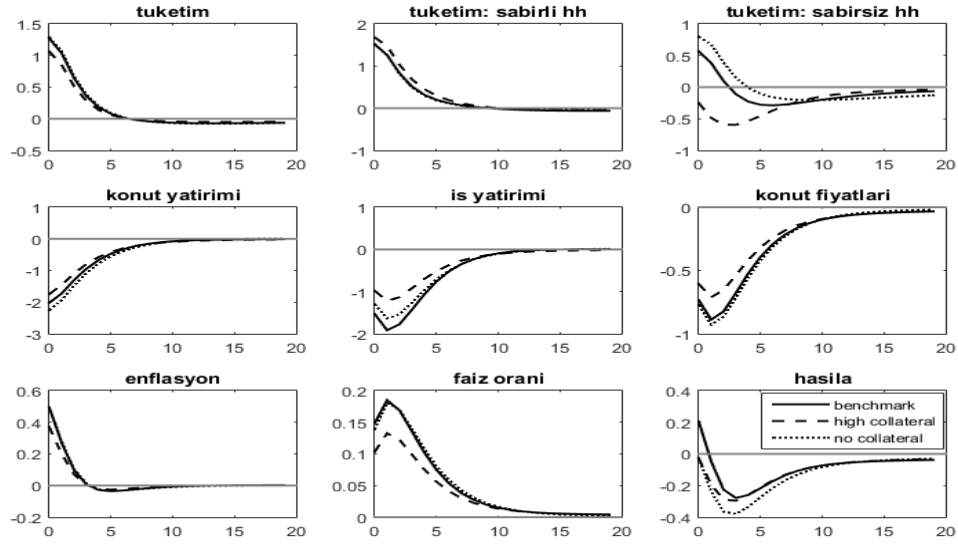 tuketim
tuketim: sabirli hh
tuketim: sabirsiz hh
1.5
1
0.5
0
-0.5
0 5 10 15 20
2
1
0
-1
0 5 10 15 20
1
0.5
0
-0.5
-1
0 5 10 15 20
konut yatirimi
is yatirimi
konut fiyatlari
1
0
-1
-2
-3
0 5 10 15 20
1
0
-1
-2
0 5 10 15 20
0
-0.5
-1
0 5 10 15 20
enflasyon
faiz orani
hasila
0.6
0.4
0.2
0
-0.2
0 5 10 15 20
0.2
0.15
0.1
0.05
0
0 5 10 15 20
0.4
0.2
0
-0.2
-0.4
0 5 10 15 20
benchmark
high collateral
no collateral